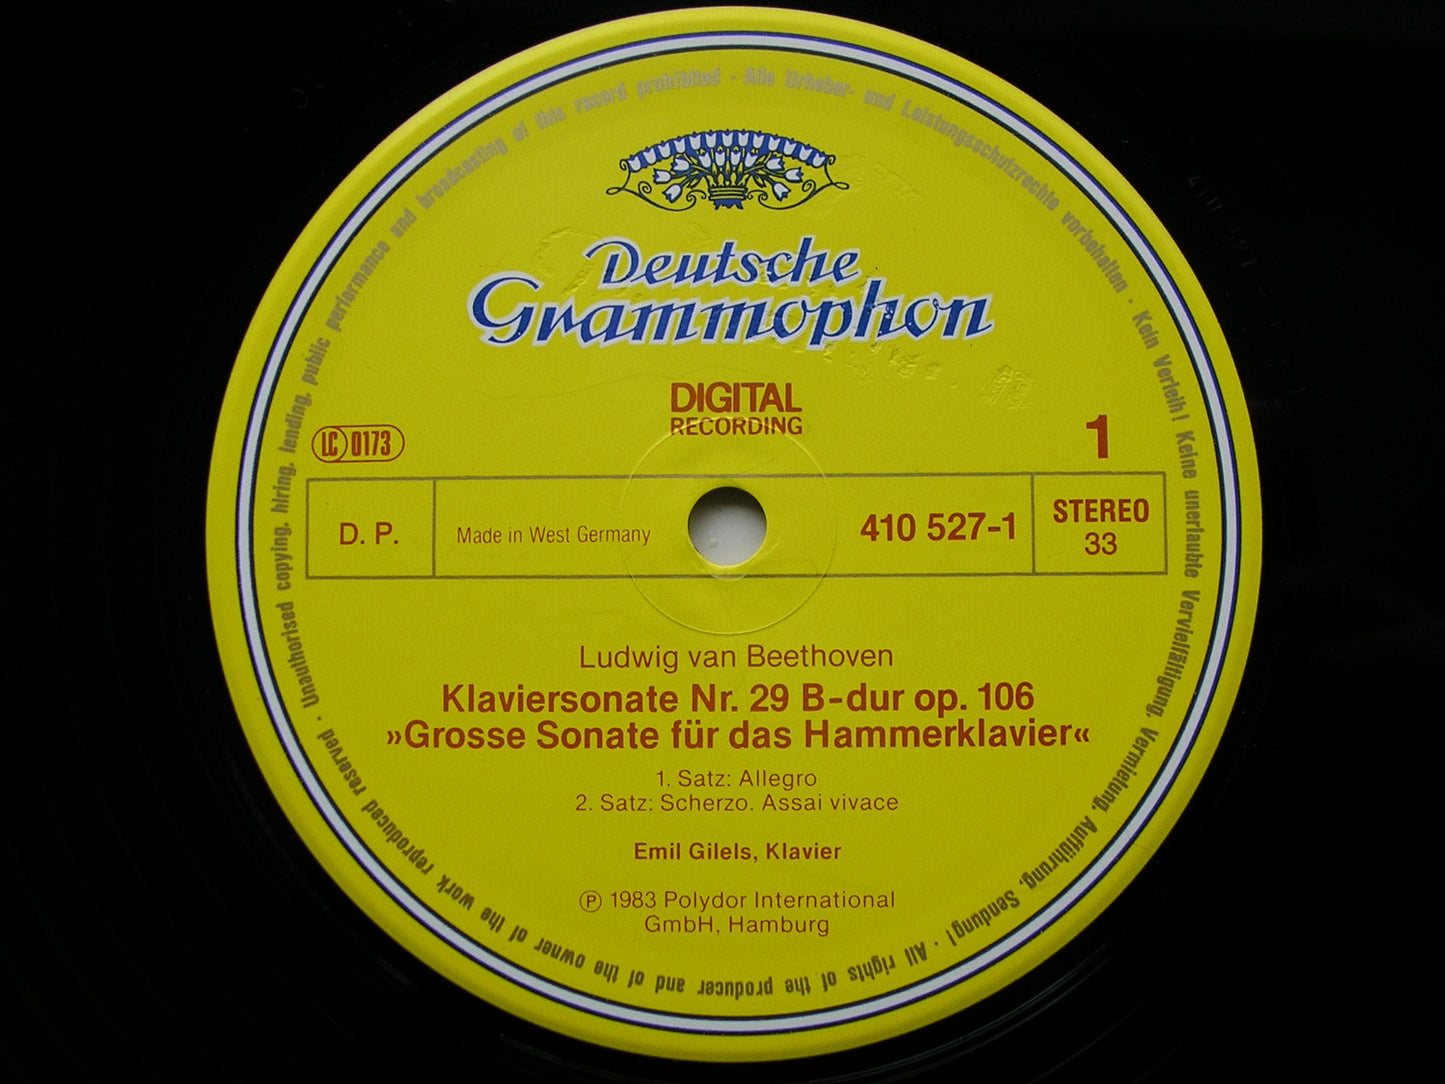 Deutsche
Grammophon
DIGITAL
RECORDING
LC 0173
1
D. P.
Made in West Germany
410 527-1
STEREO
33
Ludwig van Beethoven
Klaviersonate Nr. 29 B-dur op. 106
»Grosse Sonate für das Hammerklavier«
1. Satz: Allegro
2. Satz: Scherzo. Assai vivace
Emil Gilels, Klavier
℗ 1983 Polydor International
GmbH, Hamburg
Alle Urheber- und Leistungsschutzrechte vorbehalten · Kein Verleih! Keine unerlaubte Vervielfältigung, Vermietung, Aufführung, Sendung! · All rights of the producer and of the owner of the work reproduced reserved · Unauthorised copying, hiring, lending, public performance and broadcasting of this record prohibited ·